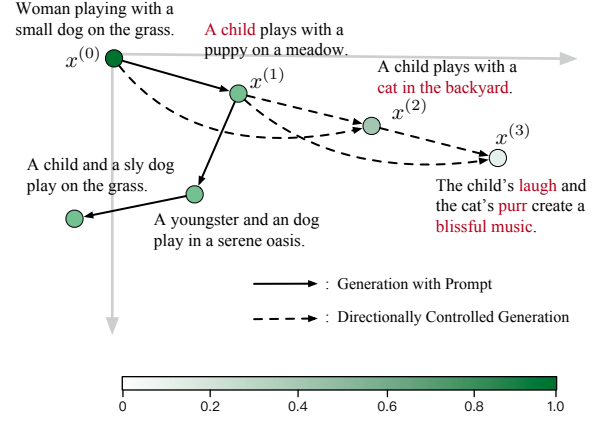 Woman playing with a
small dog on the grass.
x^(0)
A child plays with a
puppy on a meadow.
x^(1)
A child plays with a
cat in the backyard.
x^(2)
x^(3)
A child and a sly dog
play on the grass.
The child's laugh and
the cat's purr create a
blissful music.
A youngster and an dog
play in a serene oasis.
: Generation with Prompt
: Directionally Controlled Generation
0 0.2 0.4 0.6 0.8 1.0